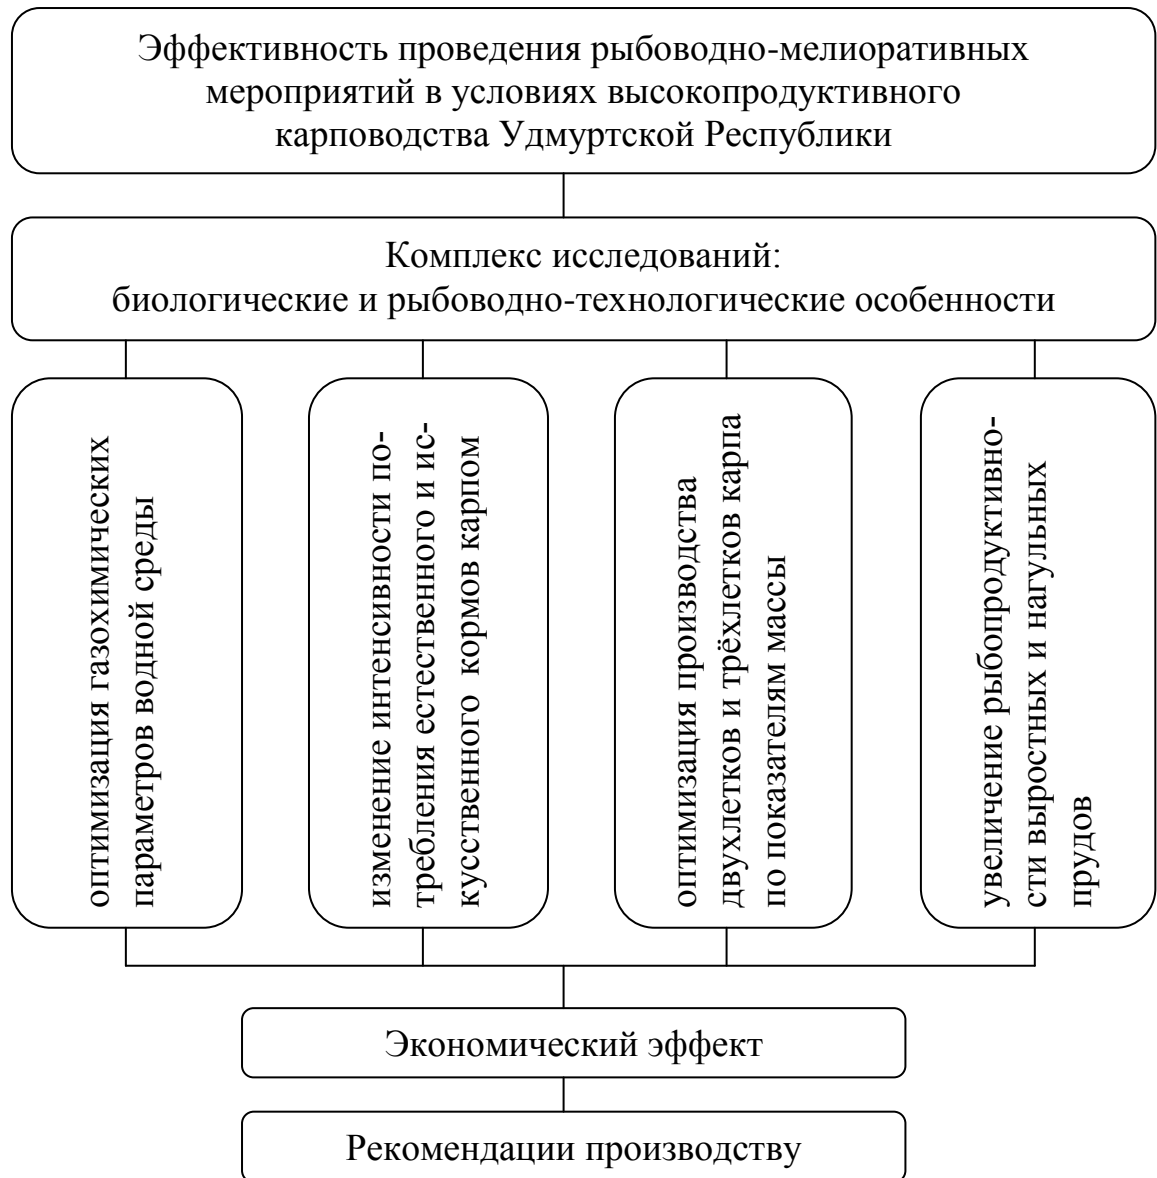 Эффективность проведения рыбоводно-мелиоративных
мероприятий в условиях высокопродуктивного
карповодства Удмуртской Республики
Комплекс исследований:
биологические и рыбоводно-технологические особенности
оптимизация газохимических
параметров водной среды
изменение интенсивности по-
требления естественного и ис-
кусственного кормов карпом
оптимизация производства
двухлетков и трёхлетков карпа
по показателям массы
увеличение рыбопродуктивно-
сти выростных и нагульных
прудов
Экономический эффект
Рекомендации производству